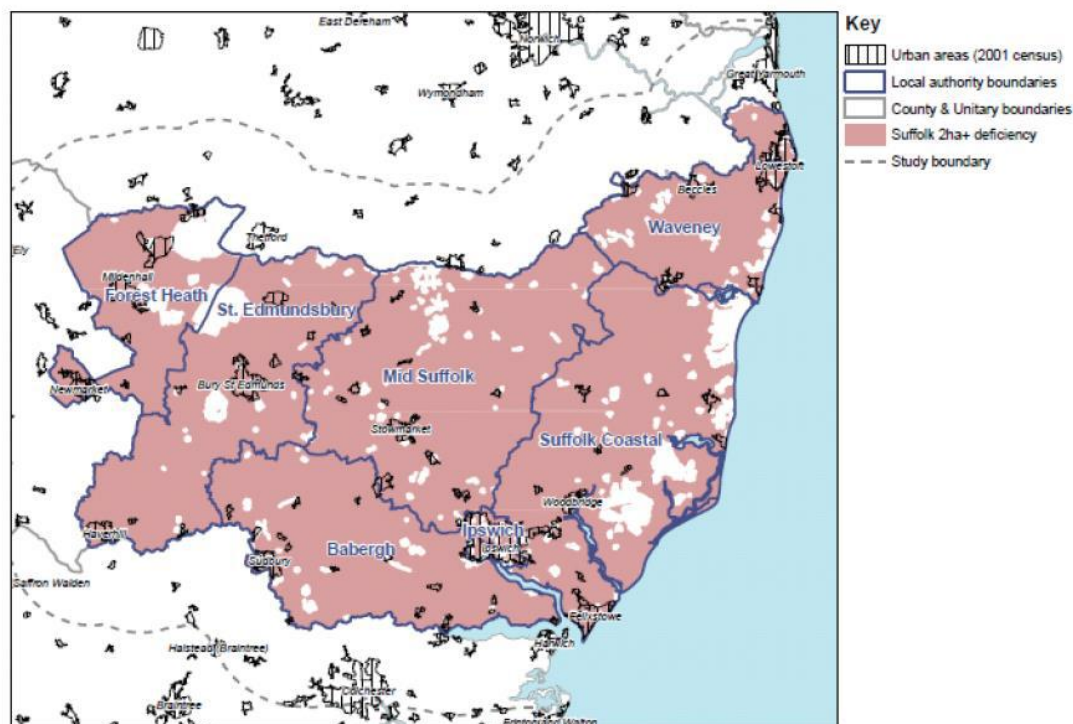 East Dereham
Norwich
Great Yarmouth
Wymondham
Lowestoft
Beccles
Waveney
Thetford
Ely
Mildenhall
Forest Heath
St. Edmundsbury
Newmarket
Bury St Edmunds
Mid Suffolk
Stowmarket
Suffolk Coastal
Woodbridge
Haverhill
Ipswich
Ipswich
Babergh
Sudbury
Saffron Walden
Felixstowe
Harwich
Halstead (Braintree)
Colchester
Braintree
Frinton and Walton
Key
Urban areas (2001 census)
Local authority boundaries
County & Unitary boundaries
Suffolk 2ha+ deficiency
Study boundary